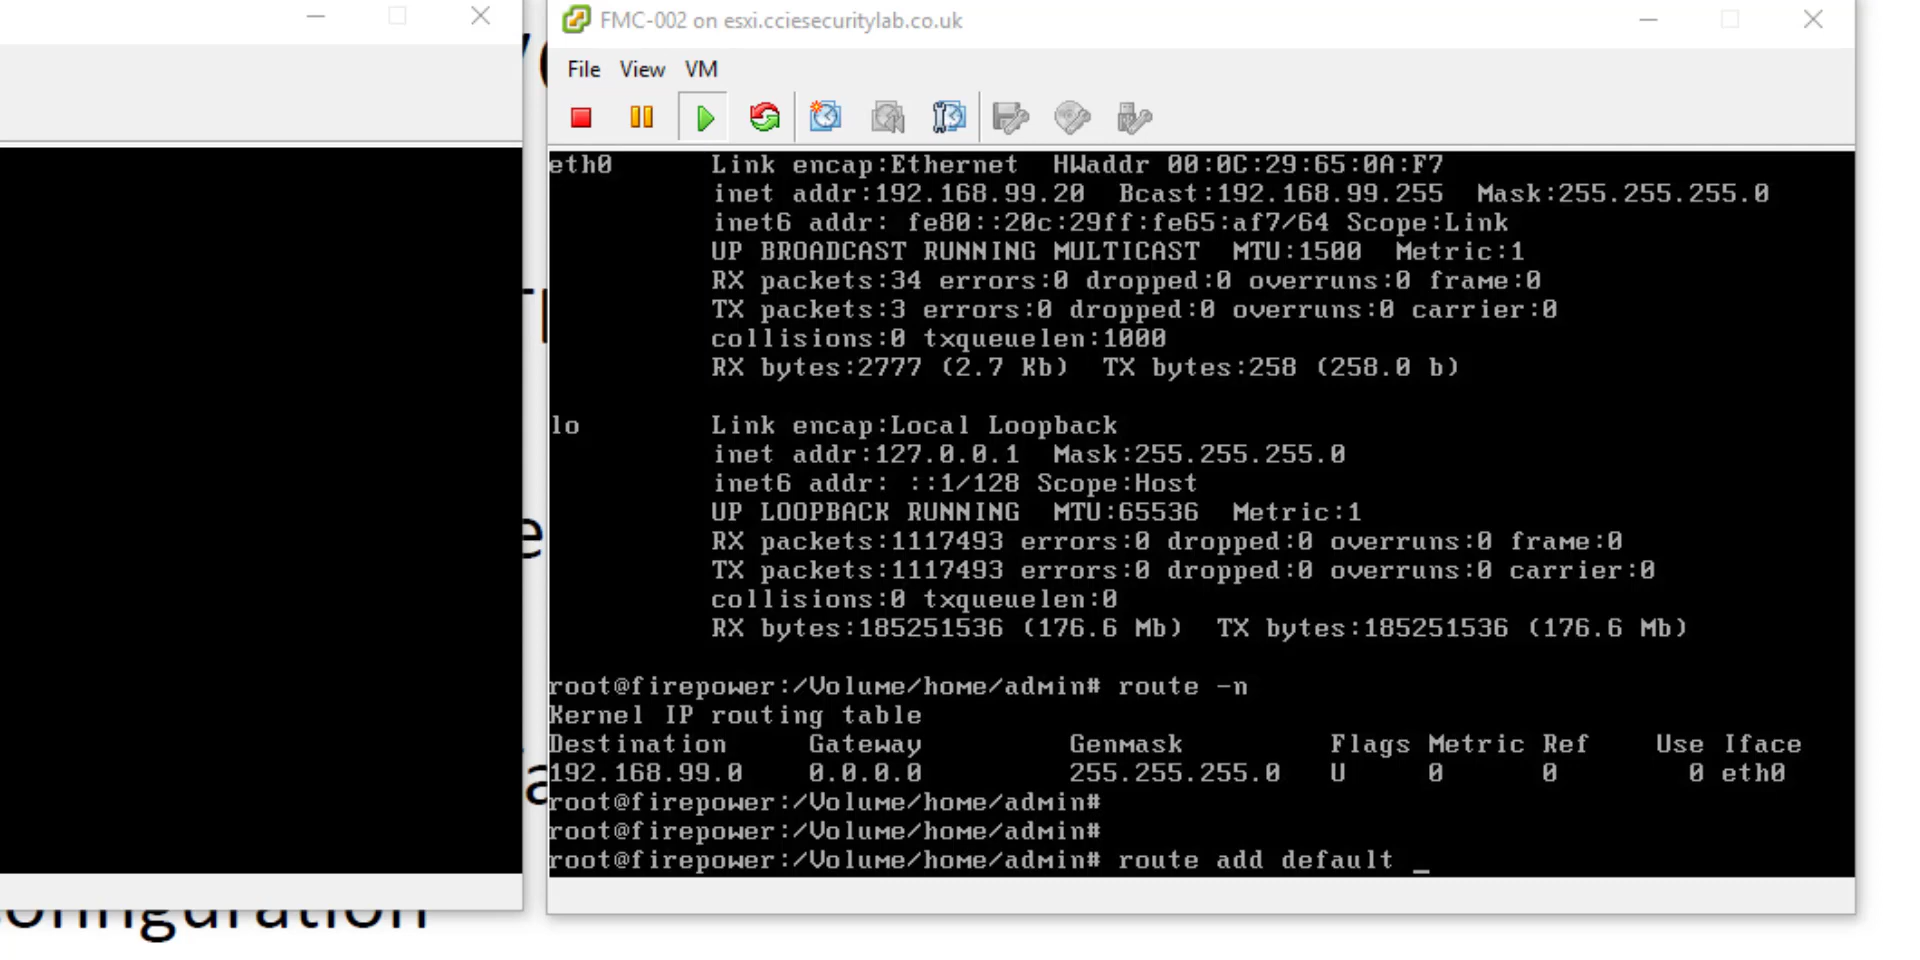 FMC-002 on esxi.cciesecuritylab.co.uk
File View VM
eth0 Link encap:Ethernet HWaddr 00:0C:29:65:0A:F7
inet addr:192.168.99.20 Bcast:192.168.99.255 Mask:255.255.255.0
inet6 addr: fe80::20c:29ff:fe65:af7/64 Scope:Link
UP BROADCAST RUNNING MULTICAST MTU:1500 Metric:1
RX packets:34 errors:0 dropped:0 overruns:0 frame:0
TX packets:3 errors:0 dropped:0 overruns:0 carrier:0
collisions:0 txqueuelen:1000
RX bytes:2777 (2.7 Kb) TX bytes:258 (258.0 b)
lo Link encap:Local Loopback
inet addr:127.0.0.1 Mask:255.255.255.0
inet6 addr: ::1/128 Scope:Host
UP LOOPBACK RUNNING MTU:65536 Metric:1
RX packets:1117493 errors:0 dropped:0 overruns:0 frame:0
TX packets:1117493 errors:0 dropped:0 overruns:0 carrier:0
collisions:0 txqueuelen:0
RX bytes:185251536 (176.6 Mb) TX bytes:185251536 (176.6 Mb)
root@firepower:/Volume/home/admin# route -n
Kernel IP routing table
Destination Gateway Genmask Flags Metric Ref Use Iface
192.168.99.0 0.0.0.0 255.255.255.0 U 0 0 0 eth0
root@firepower:/Volume/home/admin#
root@firepower:/Volume/home/admin#
root@firepower:/Volume/home/admin# route add default _
onfiguration